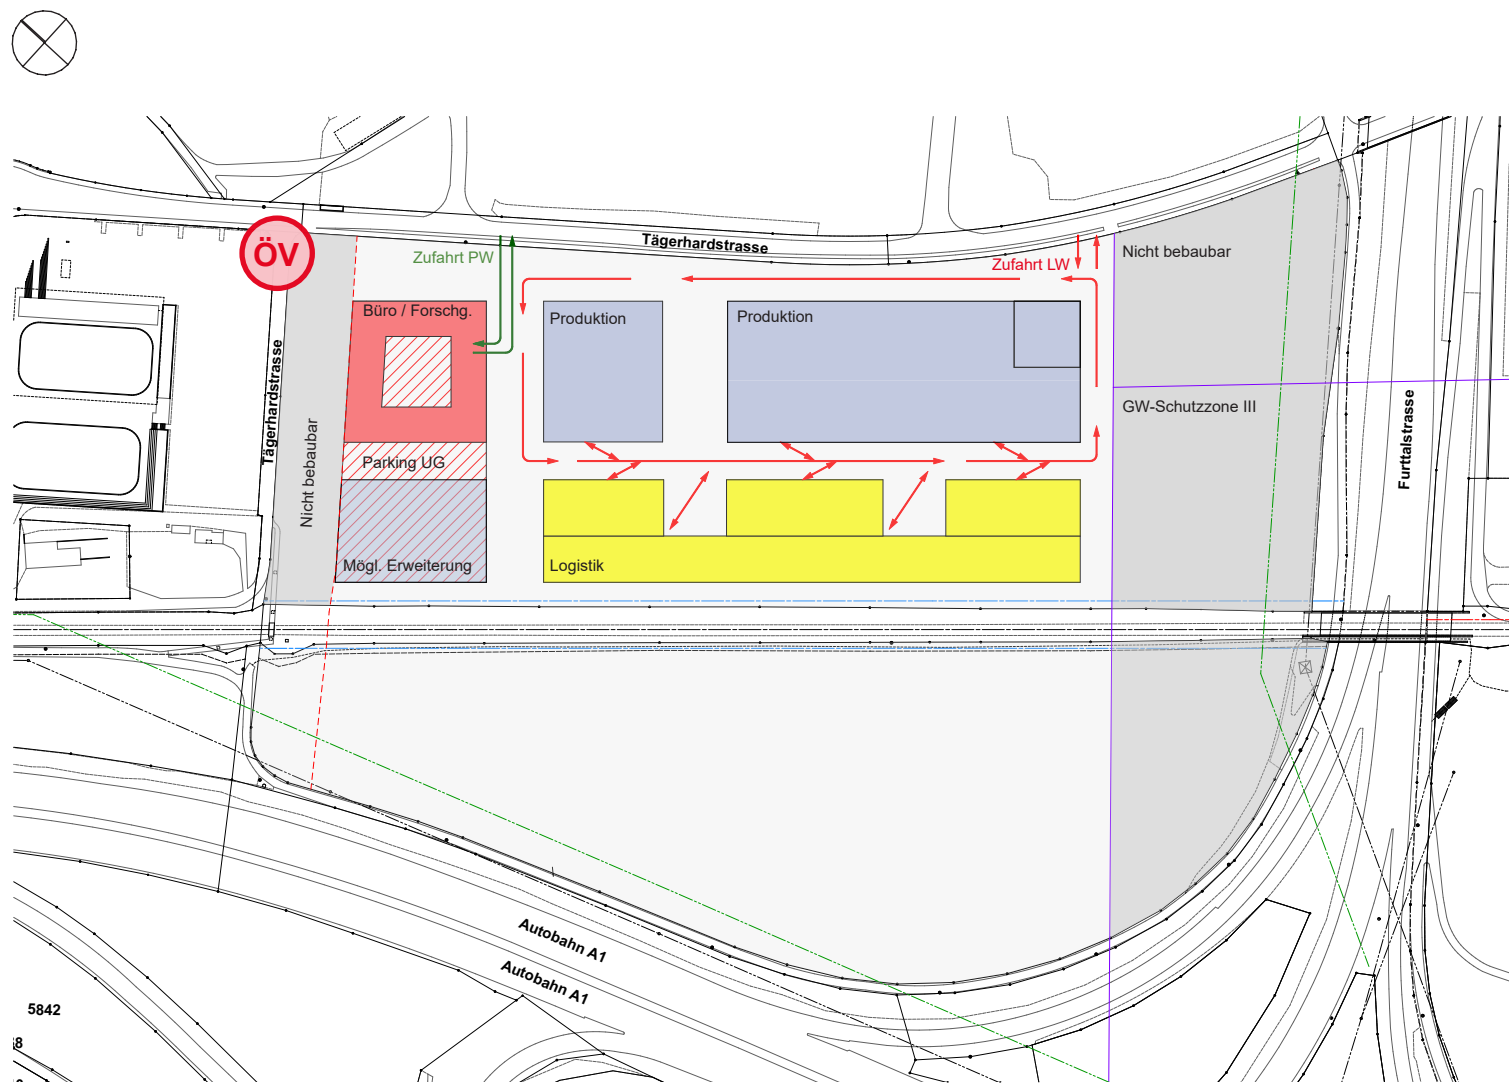 ÖV
Tägerhardstrasse
Zufahrt PW
Zufahrt LW
Nicht bebaubar
Büro / Forschg.
Produktion
Produktion
Tägerhardstrasse
Nicht bebaubar
GW-Schutzzone III
Furttalstrasse
Parking UG
Mögl. Erweiterung
Logistik
Autobahn A1
Autobahn A1
5842